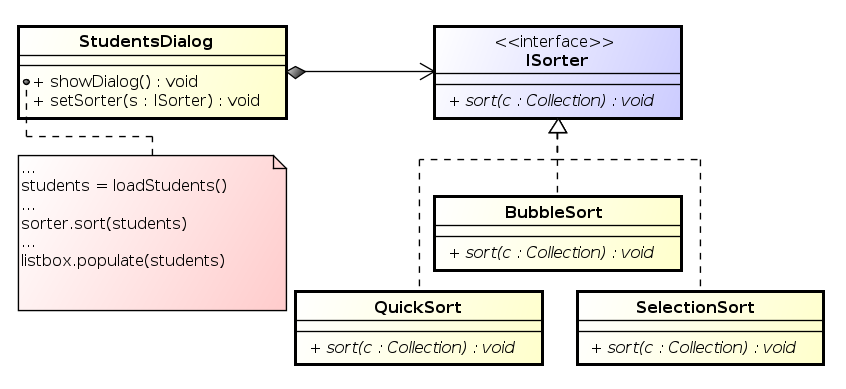 StudentsDialog
+ showDialog() : void
+ setSorter(s : ISorter) : void
<<interface>>
ISorter
+ sort(c : Collection) : void
...
students = loadStudents()
...
sorter.sort(students)
...
listbox.populate(students)
BubbleSort
+ sort(c : Collection) : void
QuickSort
+ sort(c : Collection) : void
SelectionSort
+ sort(c : Collection) : void